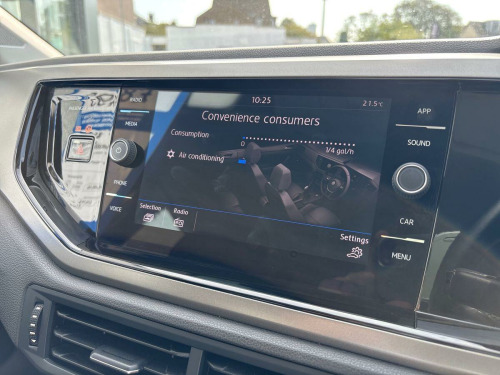 RADIO
MEDIA
PHONE
VOICE
10:25
21.5°C
Convenience consumers
Consumption
0
1/4 gal/h
Air conditioning
Selection
Radio
Settings
APP
SOUND
CAR
MENU